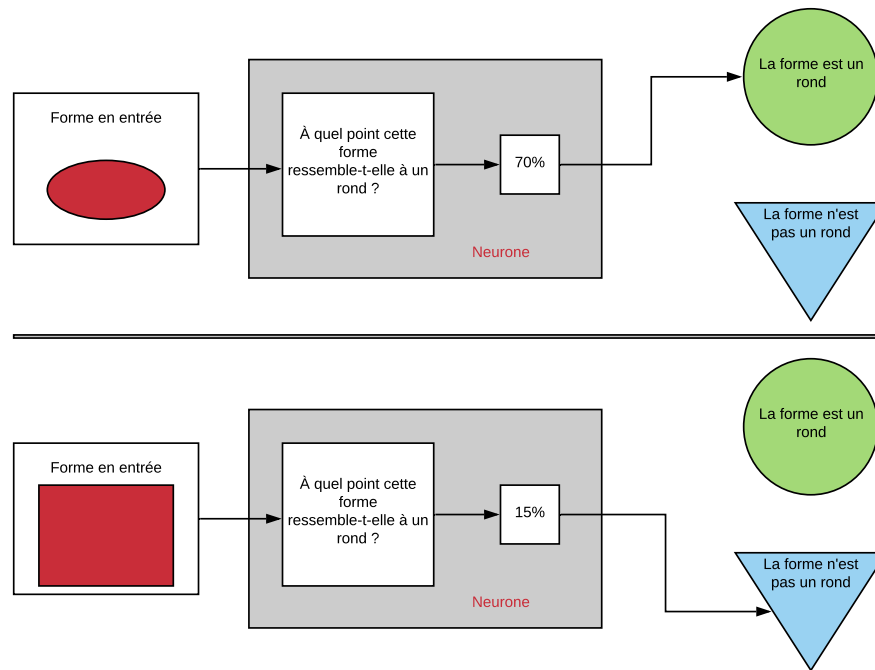 Forme en entrée
À quel point cette
forme
ressemble-t-elle à un
rond ?
70%
Neurone
La forme est un
rond
La forme n'est
pas un rond
Forme en entrée
À quel point cette
forme
ressemble-t-elle à un
rond ?
15%
Neurone
La forme est un
rond
La forme n'est
pas un rond